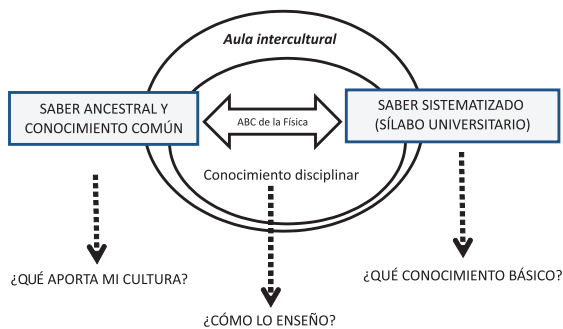 Aula intercultural
SABER ANCESTRAL Y
CONOCIMIENTO COMÚN
ABC de la Física
SABER SISTEMATIZADO
(SÍLABO UNIVERSITARIO)
Conocimiento disciplinar
¿QUÉ APORTA MI CULTURA?
¿CÓMO LO ENSEÑO?
¿QUÉ CONOCIMIENTO BÁSICO?